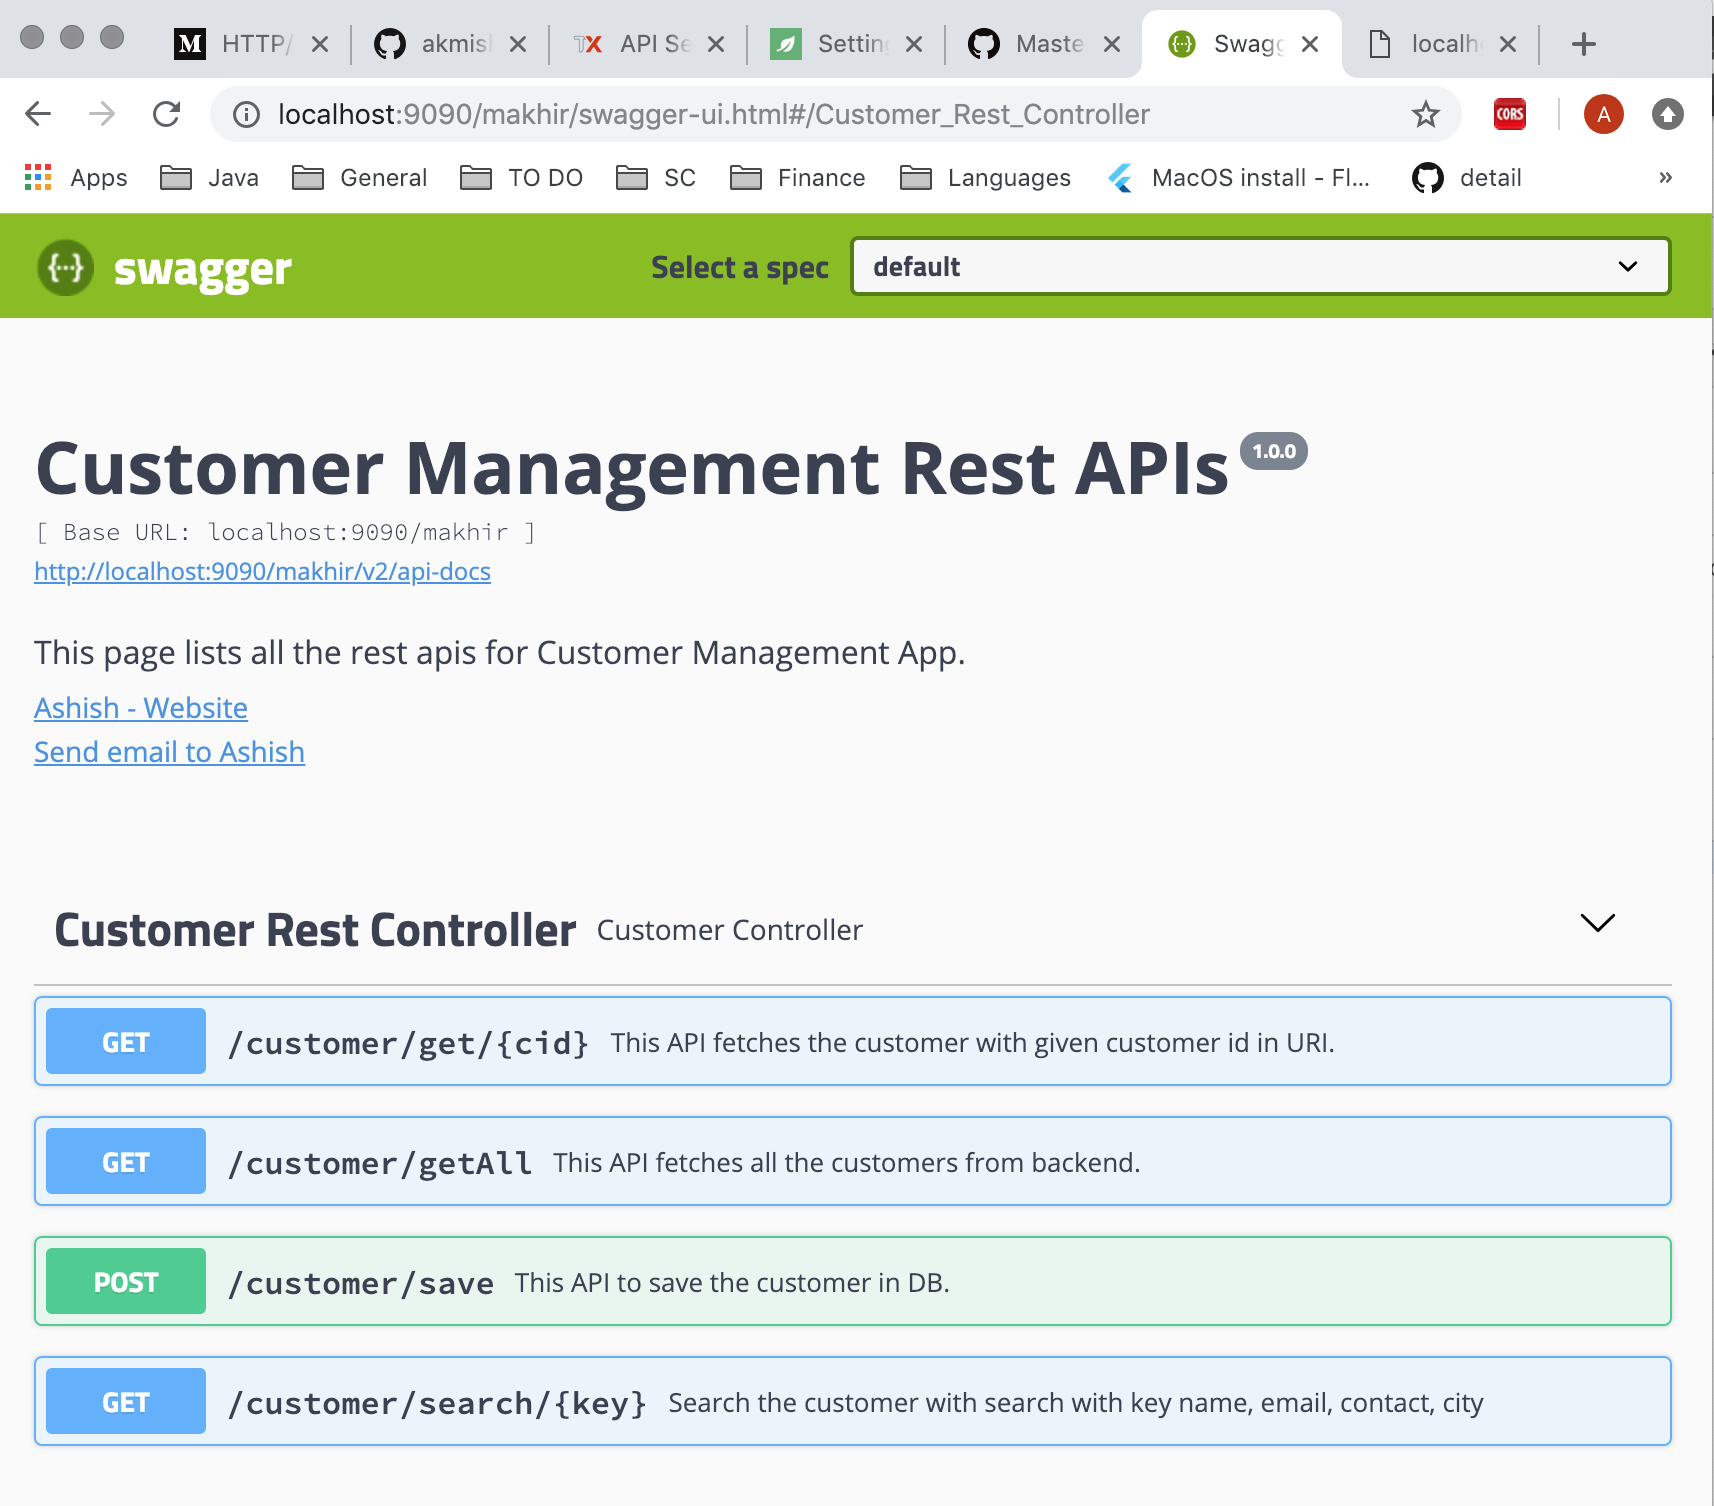 M HTTP/ akmis TX API Se Setting Maste Swagg localh
localhost:9090/makhir/swagger-ui.html#/Customer_Rest_Controller CORS A
Apps Java General TO DO SC Finance Languages MacOS install - Fl... detail »
{···} swagger Select a spec default
Customer Management Rest APIs 1.0.0
[ Base URL: localhost:9090/makhir ]
http://localhost:9090/makhir/v2/api-docs
This page lists all the rest apis for Customer Management App.
Ashish - Website
Send email to Ashish
Customer Rest Controller Customer Controller
GET /customer/get/{cid} This API fetches the customer with given customer id in URI.
GET /customer/getAll This API fetches all the customers from backend.
POST /customer/save This API to save the customer in DB.
GET /customer/search/{key} Search the customer with search with key name, email, contact, city